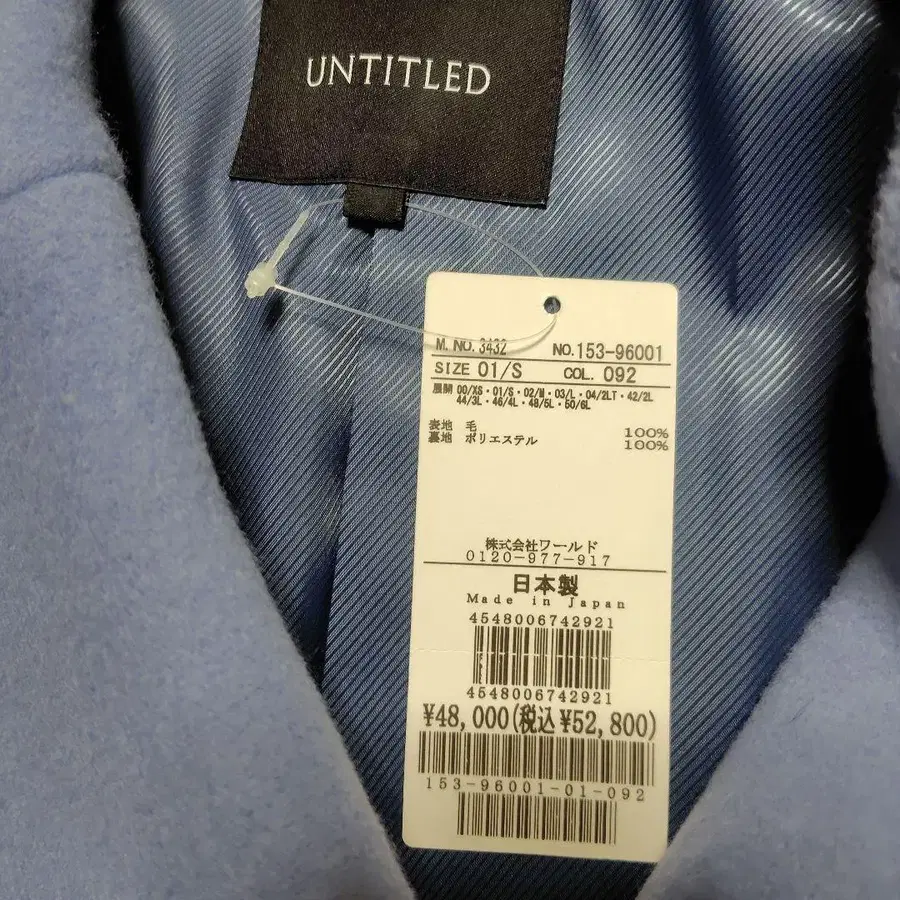 UNTITLED
M. NO. 3432 NO. 153-96001
SIZE 01/S COL. 092
展開 00/XS・01/S・02/M・03/L・04/2LT・42/2L
44/3L・46/4L・48/5L・50/6L
表地 毛 100%
裏地 ポリエステル 100%
株式会社ワールド
0120-977-917
日本製
Made in Japan
4548006742921
4548006742921
¥48,000(税込¥52,800)
153-96001-01-092